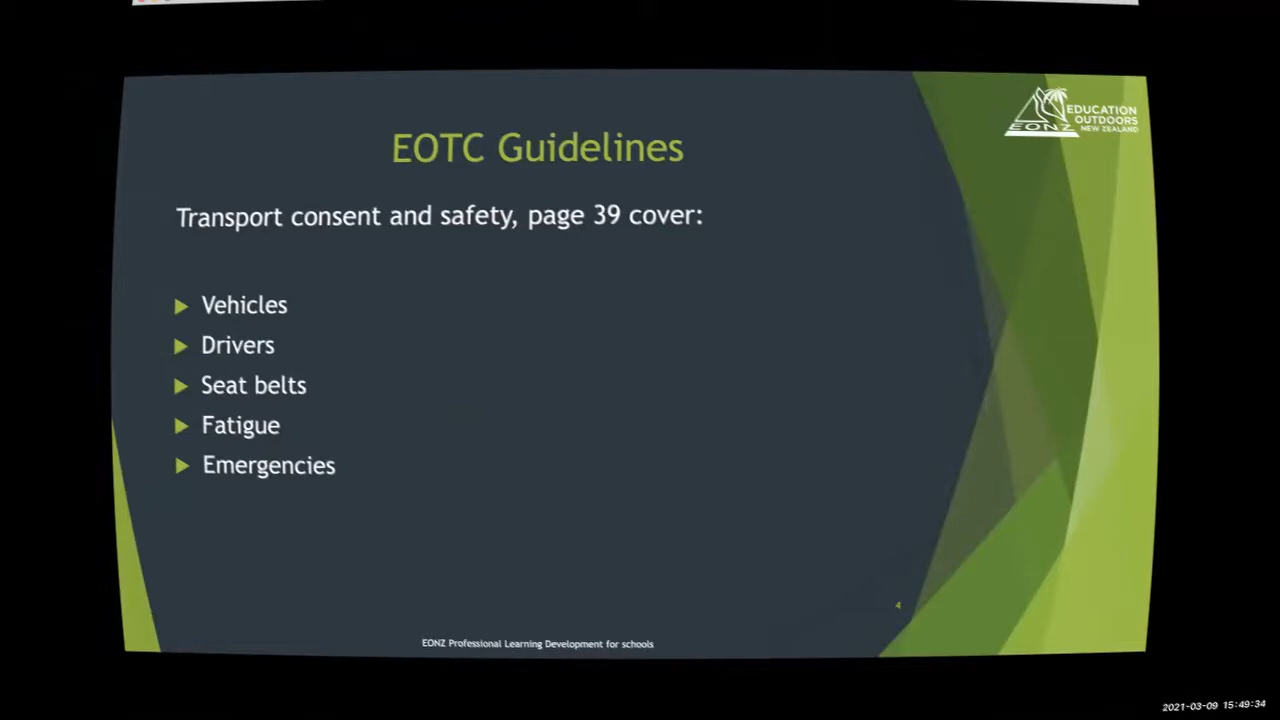 EONZ
EDUCATION
OUTDOORS
NEW ZEALAND
EOTC Guidelines
Transport consent and safety, page 39 cover:
Vehicles
Drivers
Seat belts
Fatigue
Emergencies
4
EONZ Professional Learning Development for schools
2021-03-09 15:49:34